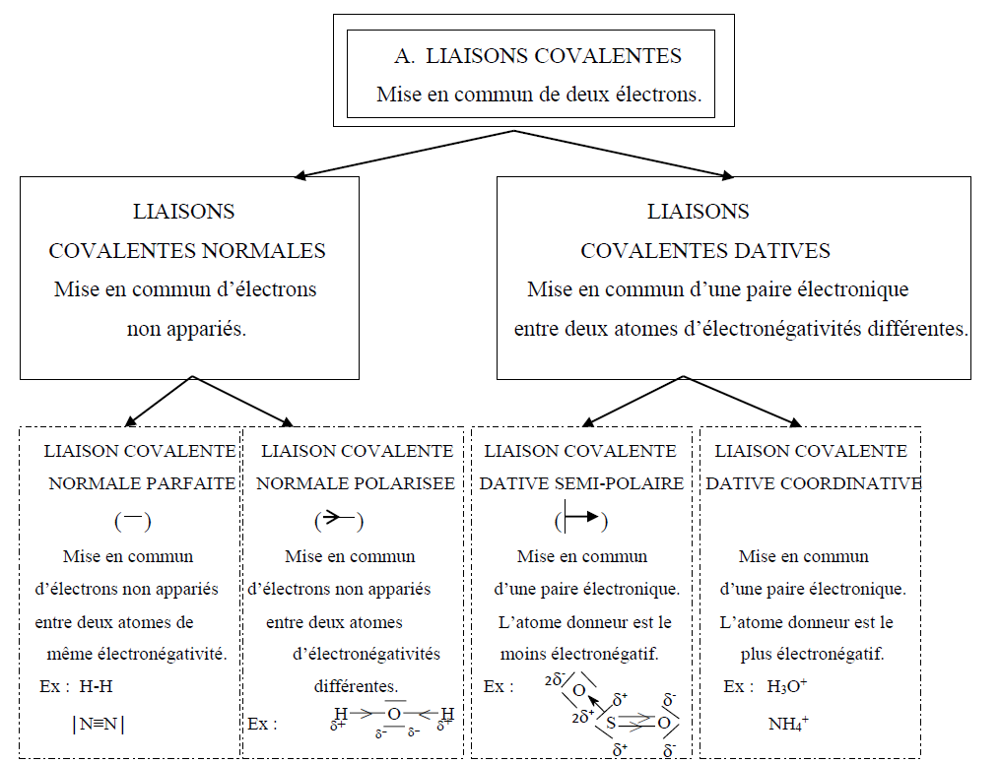 A. LIAISONS COVALENTES
Mise en commun de deux électrons.
LIAISONS
COVALENTES NORMALES
Mise en commun d’électrons
non appariés.
LIAISONS
COVALENTES DATIVES
Mise en commun d’une paire électronique
entre deux atomes d’électronégativités différentes.
LIAISON COVALENTE
NORMALE PARFAITE
(—)
Mise en commun
d’électrons non appariés
entre deux atomes de
même électronégativité.
Ex : H-H
|N≡N|
LIAISON COVALENTE
NORMALE POLARISEE
( )
Mise en commun
d’électrons non appariés
entre deux atomes
d’électronégativités
différentes.
Ex :
H O H
δ+ δ- δ- δ+
LIAISON COVALENTE
DATIVE SEMI-POLAIRE
( )
Mise en commun
d’une paire électronique.
L’atome donneur est le
moins électronégatif.
Ex :
2δ- O
2δ+ δ+ δ-
S O
δ+ δ-
LIAISON COVALENTE
DATIVE COORDINATIVE
Mise en commun
d’une paire électronique.
L’atome donneur est le
plus électronégatif.
Ex : H₃O⁺
NH₄⁺